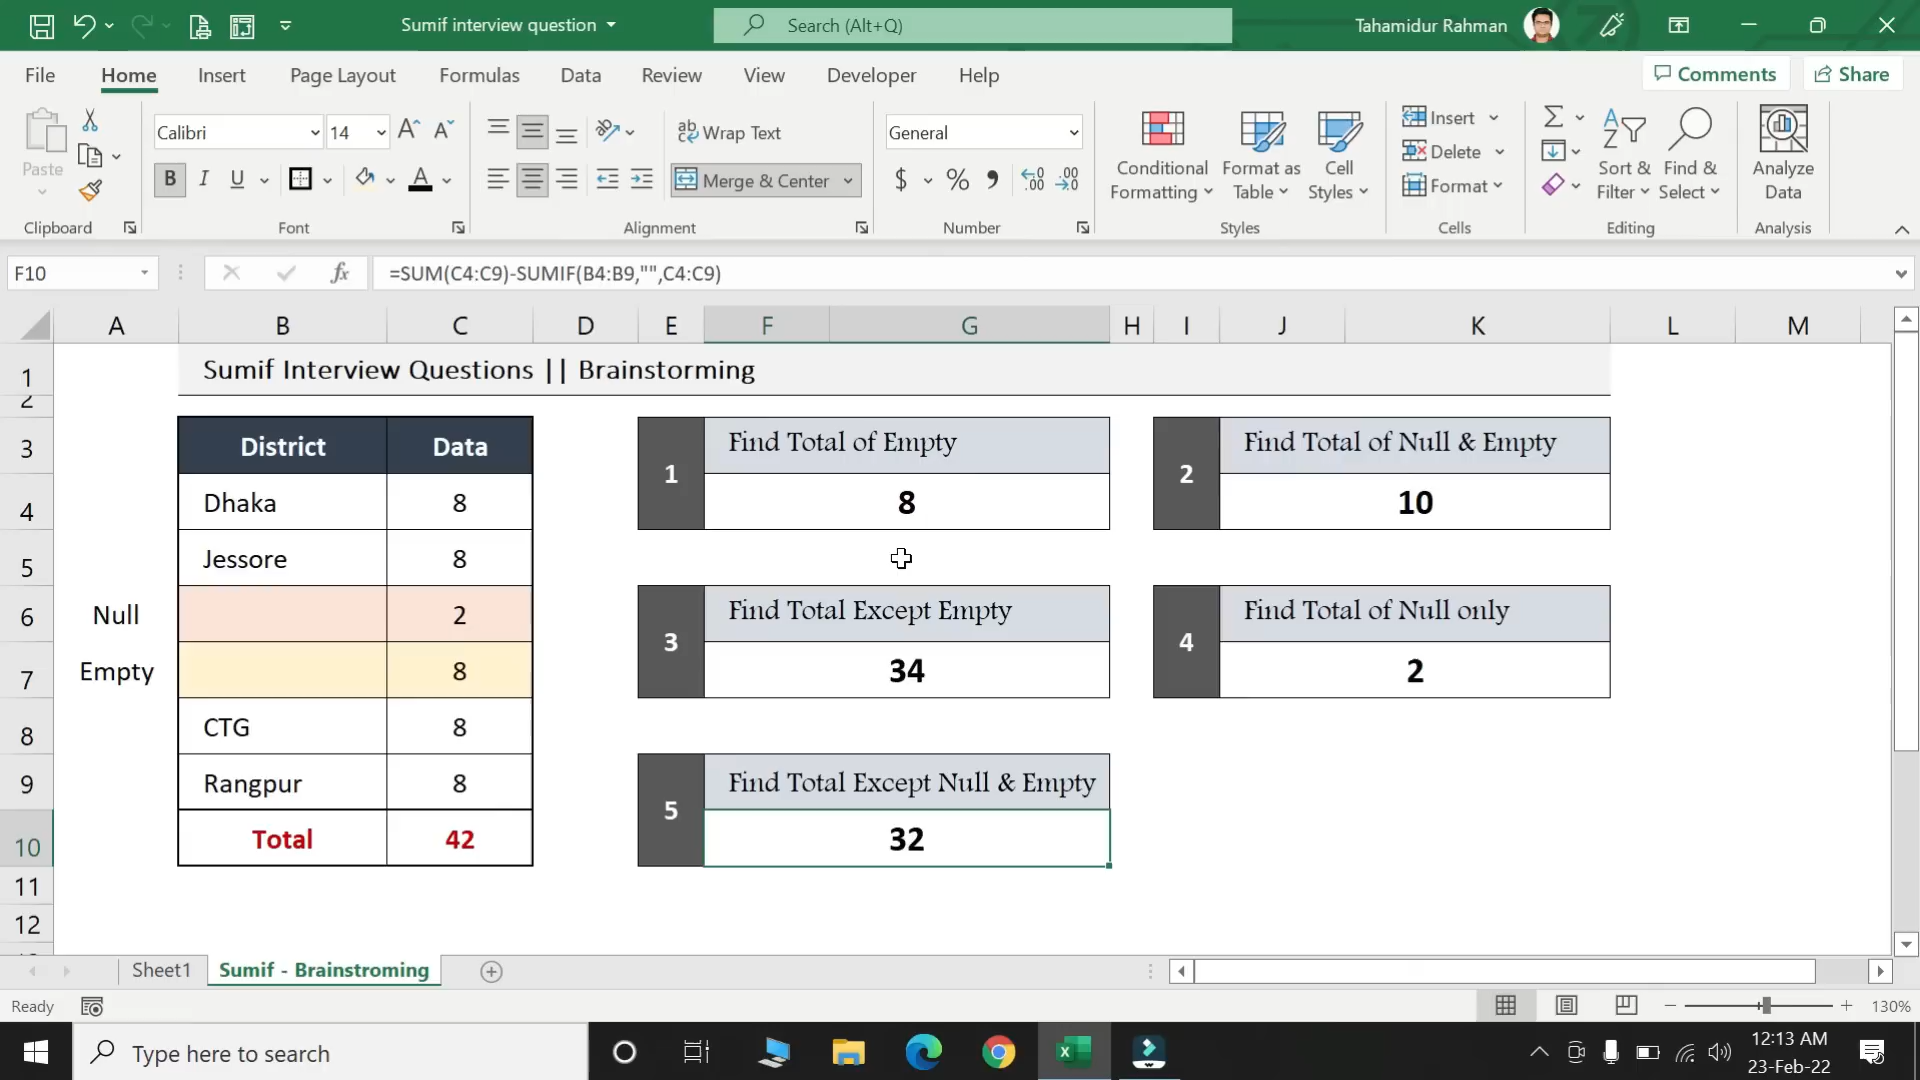 Sumif interview question
Search (Alt+Q)
Tahamidur Rahman
File Home Insert Page Layout Formulas Data Review View Developer Help
Comments Share
Paste
Clipboard
Calibri 14
B I U
Font
Wrap Text
Merge & Center
Alignment
General
$ %
Number
Conditional Formatting
Format as Table
Cell Styles
Styles
Insert
Delete
Format
Cells
Sort & Filter
Find & Select
Editing
Analyze Data
Analysis
F10 fx =SUM(C4:C9)-SUMIF(B4:B9,"",C4:C9)
A B C D E F G H I J K L M
1 Sumif Interview Questions || Brainstorming
2
3 District Data Find Total of Empty Find Total of Null & Empty
1 2
4 Dhaka 8 8 10
5 Jessore 8
6 Null 2 Find Total Except Empty Find Total of Null only
3 4
7 Empty 8 34 2
8 CTG 8
9 Rangpur 8 Find Total Except Null & Empty
5
10 Total 42 32
11
12
Sheet1 Sumif - Brainstroming
Ready 130%
Type here to search
12:13 AM
23-Feb-22